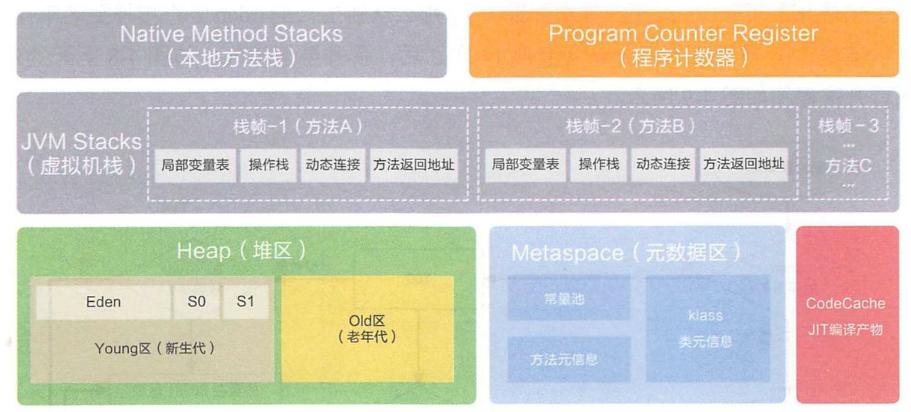 Native Method Stacks
（本地方法栈）
Program Counter Register
（程序计数器）
JVM Stacks
（虚拟机栈）
栈帧-1（方法A）
局部变量表
操作栈
动态连接
方法返回地址
栈帧-2（方法B）
局部变量表
操作栈
动态连接
方法返回地址
栈帧-3
...
方法C
...
Heap（堆区）
Eden
S0
S1
Young区（新生代）
Old区
（老年代）
Metaspace（元数据区）
常量池
方法元信息
klass
类元信息
CodeCache
JIT编译产物